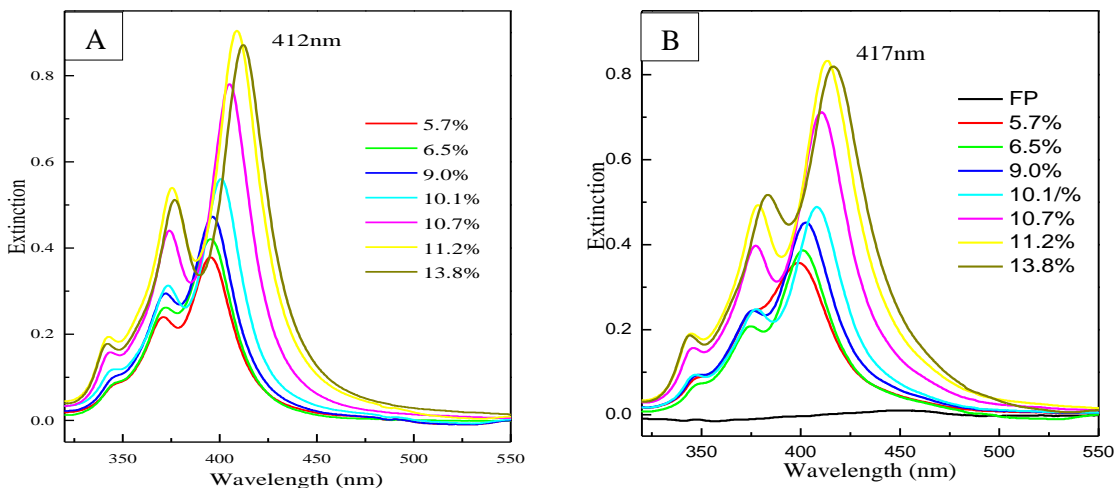 A
412nm
5.7%
6.5%
9.0%
10.1%
10.7%
11.2%
13.8%
Extinction
0.8
0.6
0.4
0.2
0.0
350 400 450 500 550
Wavelength (nm)
B
417nm
FP
5.7%
6.5%
9.0%
10.1/%
10.7%
11.2%
13.8%
Extinction
0.8
0.6
0.4
0.2
0.0
350 400 450 500 550
Wavelength (nm)